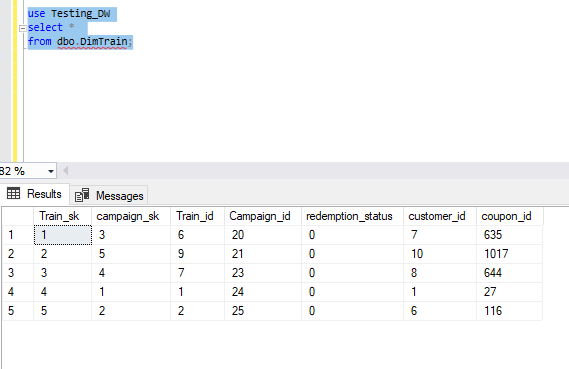 use Testing_DW
select *
from dbo.DimTrain;
82 %
Results Messages
Train_sk campaign_sk Train_id Campaign_id redemption_status customer_id coupon_id
1 1 3 6 20 0 7 635
2 2 5 9 21 0 10 1017
3 3 4 7 23 0 8 644
4 4 1 1 24 0 1 27
5 5 2 2 25 0 6 116